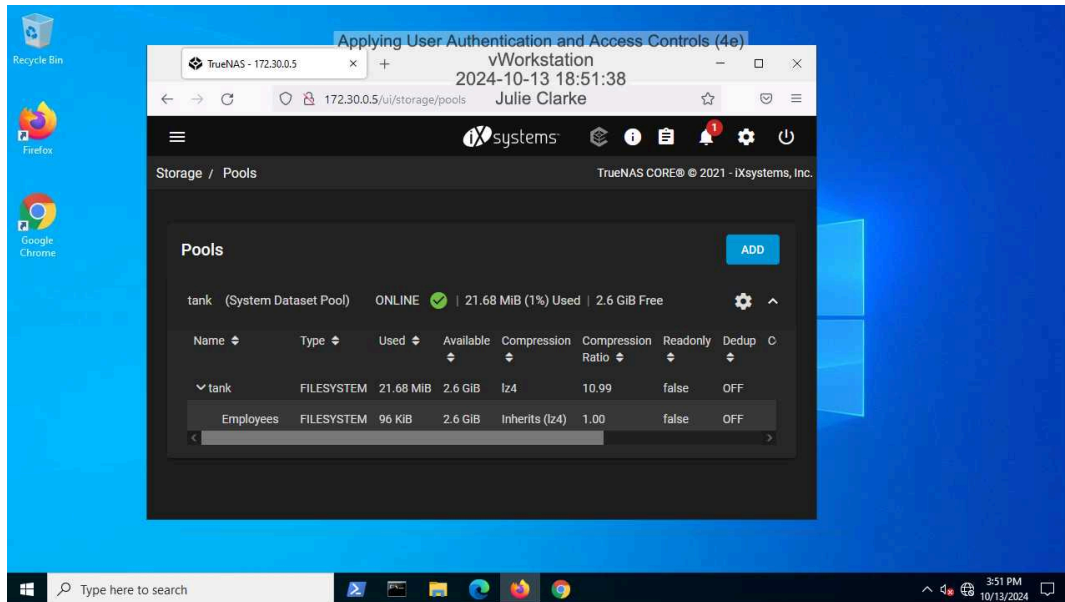 Recycle Bin
Firefox
Google
Chrome
Applying User Authentication and Access Controls (4e)
vWorkstation
2024-10-13 18:51:38
Julie Clarke
TrueNAS - 172.30.0.5
172.30.0.5/ui/storage/pools
iXsystems
1
Storage / Pools
TrueNAS CORE® © 2021 - iXsystems, Inc.
Pools
ADD
tank (System Dataset Pool) ONLINE | 21.68 MiB (1%) Used | 2.6 GiB Free
Name Type Used Available Compression Compression Ratio Readonly Dedup C
tank FILESYSTEM 21.68 MiB 2.6 GiB lz4 10.99 false OFF
Employees FILESYSTEM 96 KiB 2.6 GiB Inherits (lz4) 1.00 false OFF
Type here to search
3:51 PM
10/13/2024